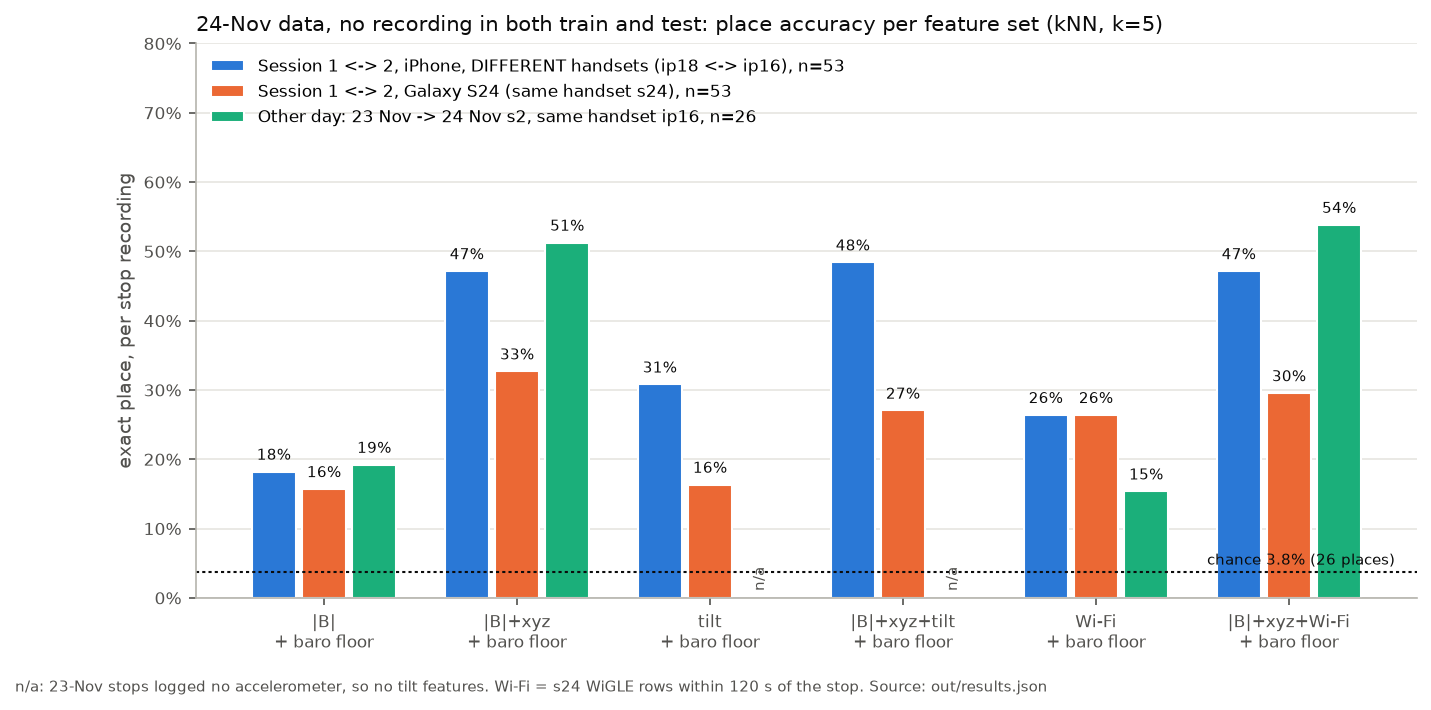 24-Nov data, no recording in both train and test: place accuracy per feature set (kNN, k=5)
80%
70%
60%
50%
40%
30%
20%
10%
0%
exact place, per stop recording
Session 1 <-> 2, iPhone, DIFFERENT handsets (ip18 <-> ip16), n=53
Session 1 <-> 2, Galaxy S24 (same handset s24), n=53
Other day: 23 Nov -> 24 Nov s2, same handset ip16, n=26
18%
16%
19%
47%
33%
51%
31%
16%
n/a
48%
27%
n/a
26%
26%
15%
47%
30%
54%
chance 3.8% (26 places)
|B|
+ baro floor
|B|+xyz
+ baro floor
tilt
+ baro floor
|B|+xyz+tilt
+ baro floor
Wi-Fi
+ baro floor
|B|+xyz+Wi-Fi
+ baro floor
n/a: 23-Nov stops logged no accelerometer, so no tilt features. Wi-Fi = s24 WiGLE rows within 120 s of the stop. Source: out/results.json